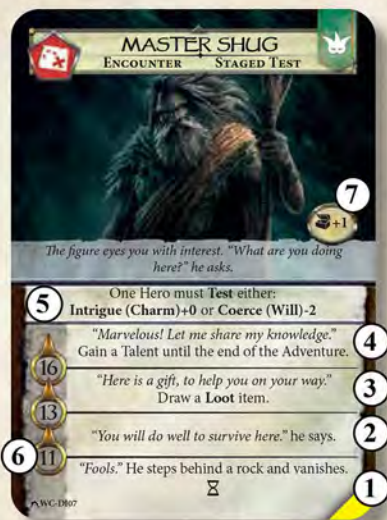 MASTER SHUG
ENCOUNTER STAGED TEST
7
+1
The figure eyes you with interest. "What are you doing
here?" he asks.
5
One Hero must Test either:
Intrigue (Charm)+0 or Coerce (Will)-2
"Marvelous! Let me share my knowledge."
4
Gain a Talent until the end of the Adventure.
16
"Here is a gift, to help you on your way."
3
Draw a Loot item.
13
"You will do well to survive here." he says.
2
6
11
"Fools." He steps behind a rock and vanishes.
1
WC-DI07